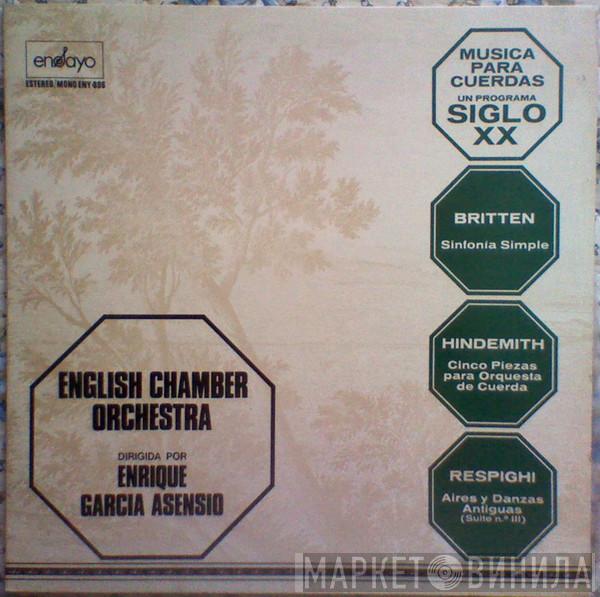 ensayo
ESTEREO/MONO ENY-806
MUSICA
PARA
CUERDAS
UN PROGRAMA
SIGLO
XX
BRITTEN
Sinfonía Simple
HINDEMITH
Cinco Piezas
para Orquesta
de Cuerda
RESPIGHI
Aires y Danzas
Antiguas
(Suite n.º III)
ENGLISH CHAMBER
ORCHESTRA
DIRIGIDA POR
ENRIQUE
GARCIA ASENSIO
МАРКЕТ ВИНИЛА